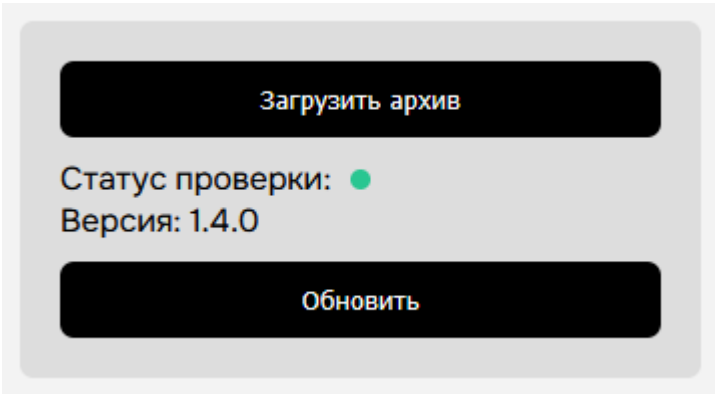 Загрузить архив
Статус проверки:
Версия: 1.4.0
Обновить